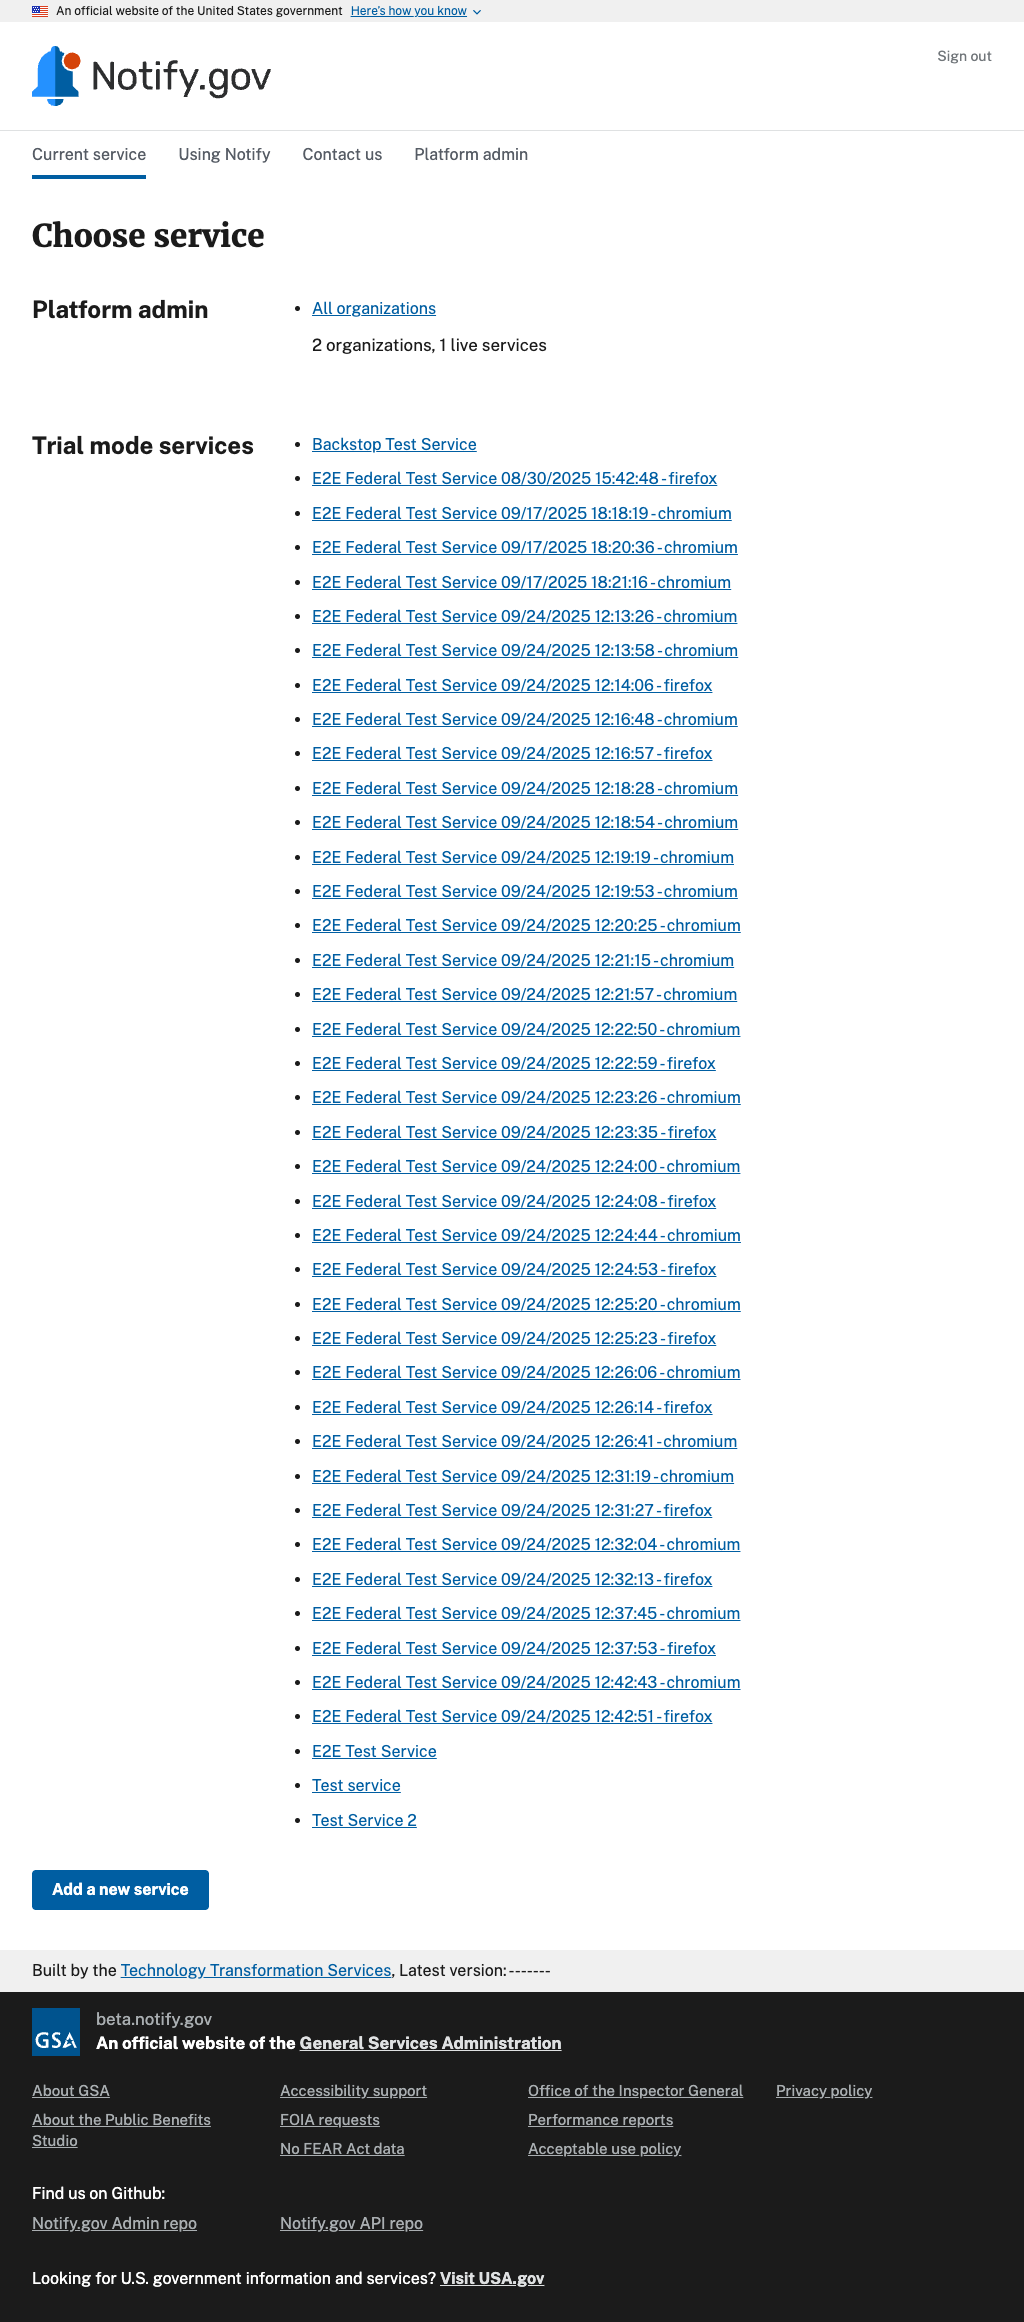 An official website of the United States government Here's how you know
Notify.gov
Sign out
Current service Using Notify Contact us Platform admin
Choose service
Platform admin
All organizations
2 organizations, 1 live services
Trial mode services
Backstop Test Service
E2E Federal Test Service 08/30/2025 15:42:48 - firefox
E2E Federal Test Service 09/17/2025 18:18:19 - chromium
E2E Federal Test Service 09/17/2025 18:20:36 - chromium
E2E Federal Test Service 09/17/2025 18:21:16 - chromium
E2E Federal Test Service 09/24/2025 12:13:26 - chromium
E2E Federal Test Service 09/24/2025 12:13:58 - chromium
E2E Federal Test Service 09/24/2025 12:14:06 - firefox
E2E Federal Test Service 09/24/2025 12:16:48 - chromium
E2E Federal Test Service 09/24/2025 12:16:57 - firefox
E2E Federal Test Service 09/24/2025 12:18:28 - chromium
E2E Federal Test Service 09/24/2025 12:18:54 - chromium
E2E Federal Test Service 09/24/2025 12:19:19 - chromium
E2E Federal Test Service 09/24/2025 12:19:53 - chromium
E2E Federal Test Service 09/24/2025 12:20:25 - chromium
E2E Federal Test Service 09/24/2025 12:21:15 - chromium
E2E Federal Test Service 09/24/2025 12:21:57 - chromium
E2E Federal Test Service 09/24/2025 12:22:50 - chromium
E2E Federal Test Service 09/24/2025 12:22:59 - firefox
E2E Federal Test Service 09/24/2025 12:23:26 - chromium
E2E Federal Test Service 09/24/2025 12:23:35 - firefox
E2E Federal Test Service 09/24/2025 12:24:00 - chromium
E2E Federal Test Service 09/24/2025 12:24:08 - firefox
E2E Federal Test Service 09/24/2025 12:24:44 - chromium
E2E Federal Test Service 09/24/2025 12:24:53 - firefox
E2E Federal Test Service 09/24/2025 12:25:20 - chromium
E2E Federal Test Service 09/24/2025 12:25:23 - firefox
E2E Federal Test Service 09/24/2025 12:26:06 - chromium
E2E Federal Test Service 09/24/2025 12:26:14 - firefox
E2E Federal Test Service 09/24/2025 12:26:41 - chromium
E2E Federal Test Service 09/24/2025 12:31:19 - chromium
E2E Federal Test Service 09/24/2025 12:31:27 - firefox
E2E Federal Test Service 09/24/2025 12:32:04 - chromium
E2E Federal Test Service 09/24/2025 12:32:13 - firefox
E2E Federal Test Service 09/24/2025 12:37:45 - chromium
E2E Federal Test Service 09/24/2025 12:37:53 - firefox
E2E Federal Test Service 09/24/2025 12:42:43 - chromium
E2E Federal Test Service 09/24/2025 12:42:51 - firefox
E2E Test Service
Test service
Test Service 2
Add a new service
Built by the Technology Transformation Services, Latest version: -------
GSA
beta.notify.gov
An official website of the General Services Administration
About GSA
About the Public Benefits
Studio
Accessibility support
FOIA requests
No FEAR Act data
Office of the Inspector General
Performance reports
Acceptable use policy
Privacy policy
Find us on Github:
Notify.gov Admin repo Notify.gov API repo
Looking for U.S. government information and services? Visit USA.gov